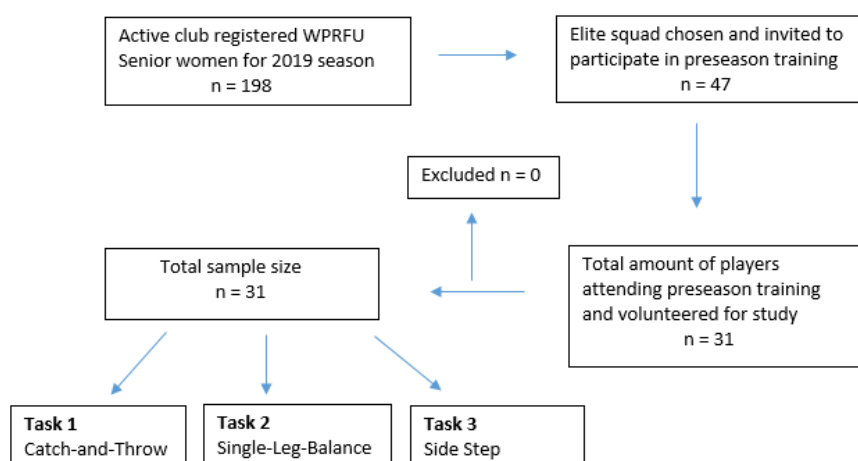 Active club registered WPRFU
Senior women for 2019 season
n = 198
Elite squad chosen and invited to
participate in preseason training
n = 47
Excluded n = 0
Total sample size
n = 31
Total amount of players
attending preseason training
and volunteered for study
n = 31
Task 1
Catch-and-Throw
Task 2
Single-Leg-Balance
Task 3
Side Step